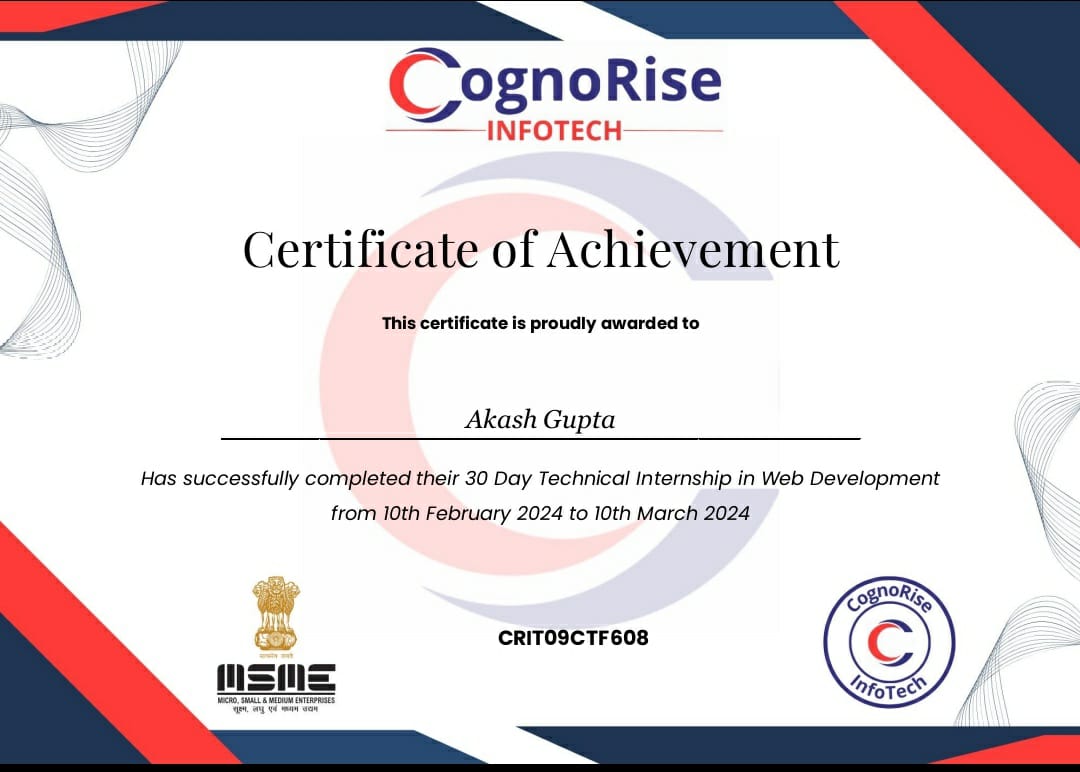 CognoRise
INFOTECH
Certificate of Achievement
This certificate is proudly awarded to
Akash Gupta
Has successfully completed their 30 Day Technical Internship in Web Development
from 10th February 2024 to 10th March 2024
CRIT09CTF608
सत्यमेव जयते
MSME
MICRO, SMALL & MEDIUM ENTERPRISES
सूक्ष्म, लघु एवं मध्यम उद्यम
CognoRise
InfoTech